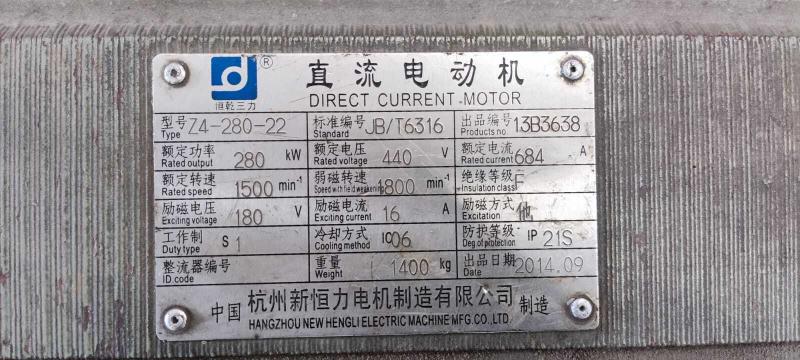 ® 直流电动机
恒乾三力 DIRECT CURRENT MOTOR
型号 Z4-280-22 标准编号 JB/T6316 出品编号 13B3638
Type Standard Products no.
额定功率 280 kW 额定电压 440 V 额定电流 684 A
Rated output Rated voltage Rated current
额定转速 1500 min-1 弱磁转速 1800 min-1 绝缘等级 F
Rated speed Speed with field weakening Insulation class
励磁电压 180 V 励磁电流 16 A 励磁方式 他
Exciting voltage Exciting current Excitation
工作制 S 1 冷却方式 IC06 防护等级 IP 21S
Duty type Cooling method Deg of protection
整流器编号 重量 1400 kg 出品日期 2014.09
ID.code Weight Date
中国 杭州新恒力电机制造有限公司 制造
HANGZHOU NEW HENGLI ELECTRIC MACHINE MFG.CO.,LTD.